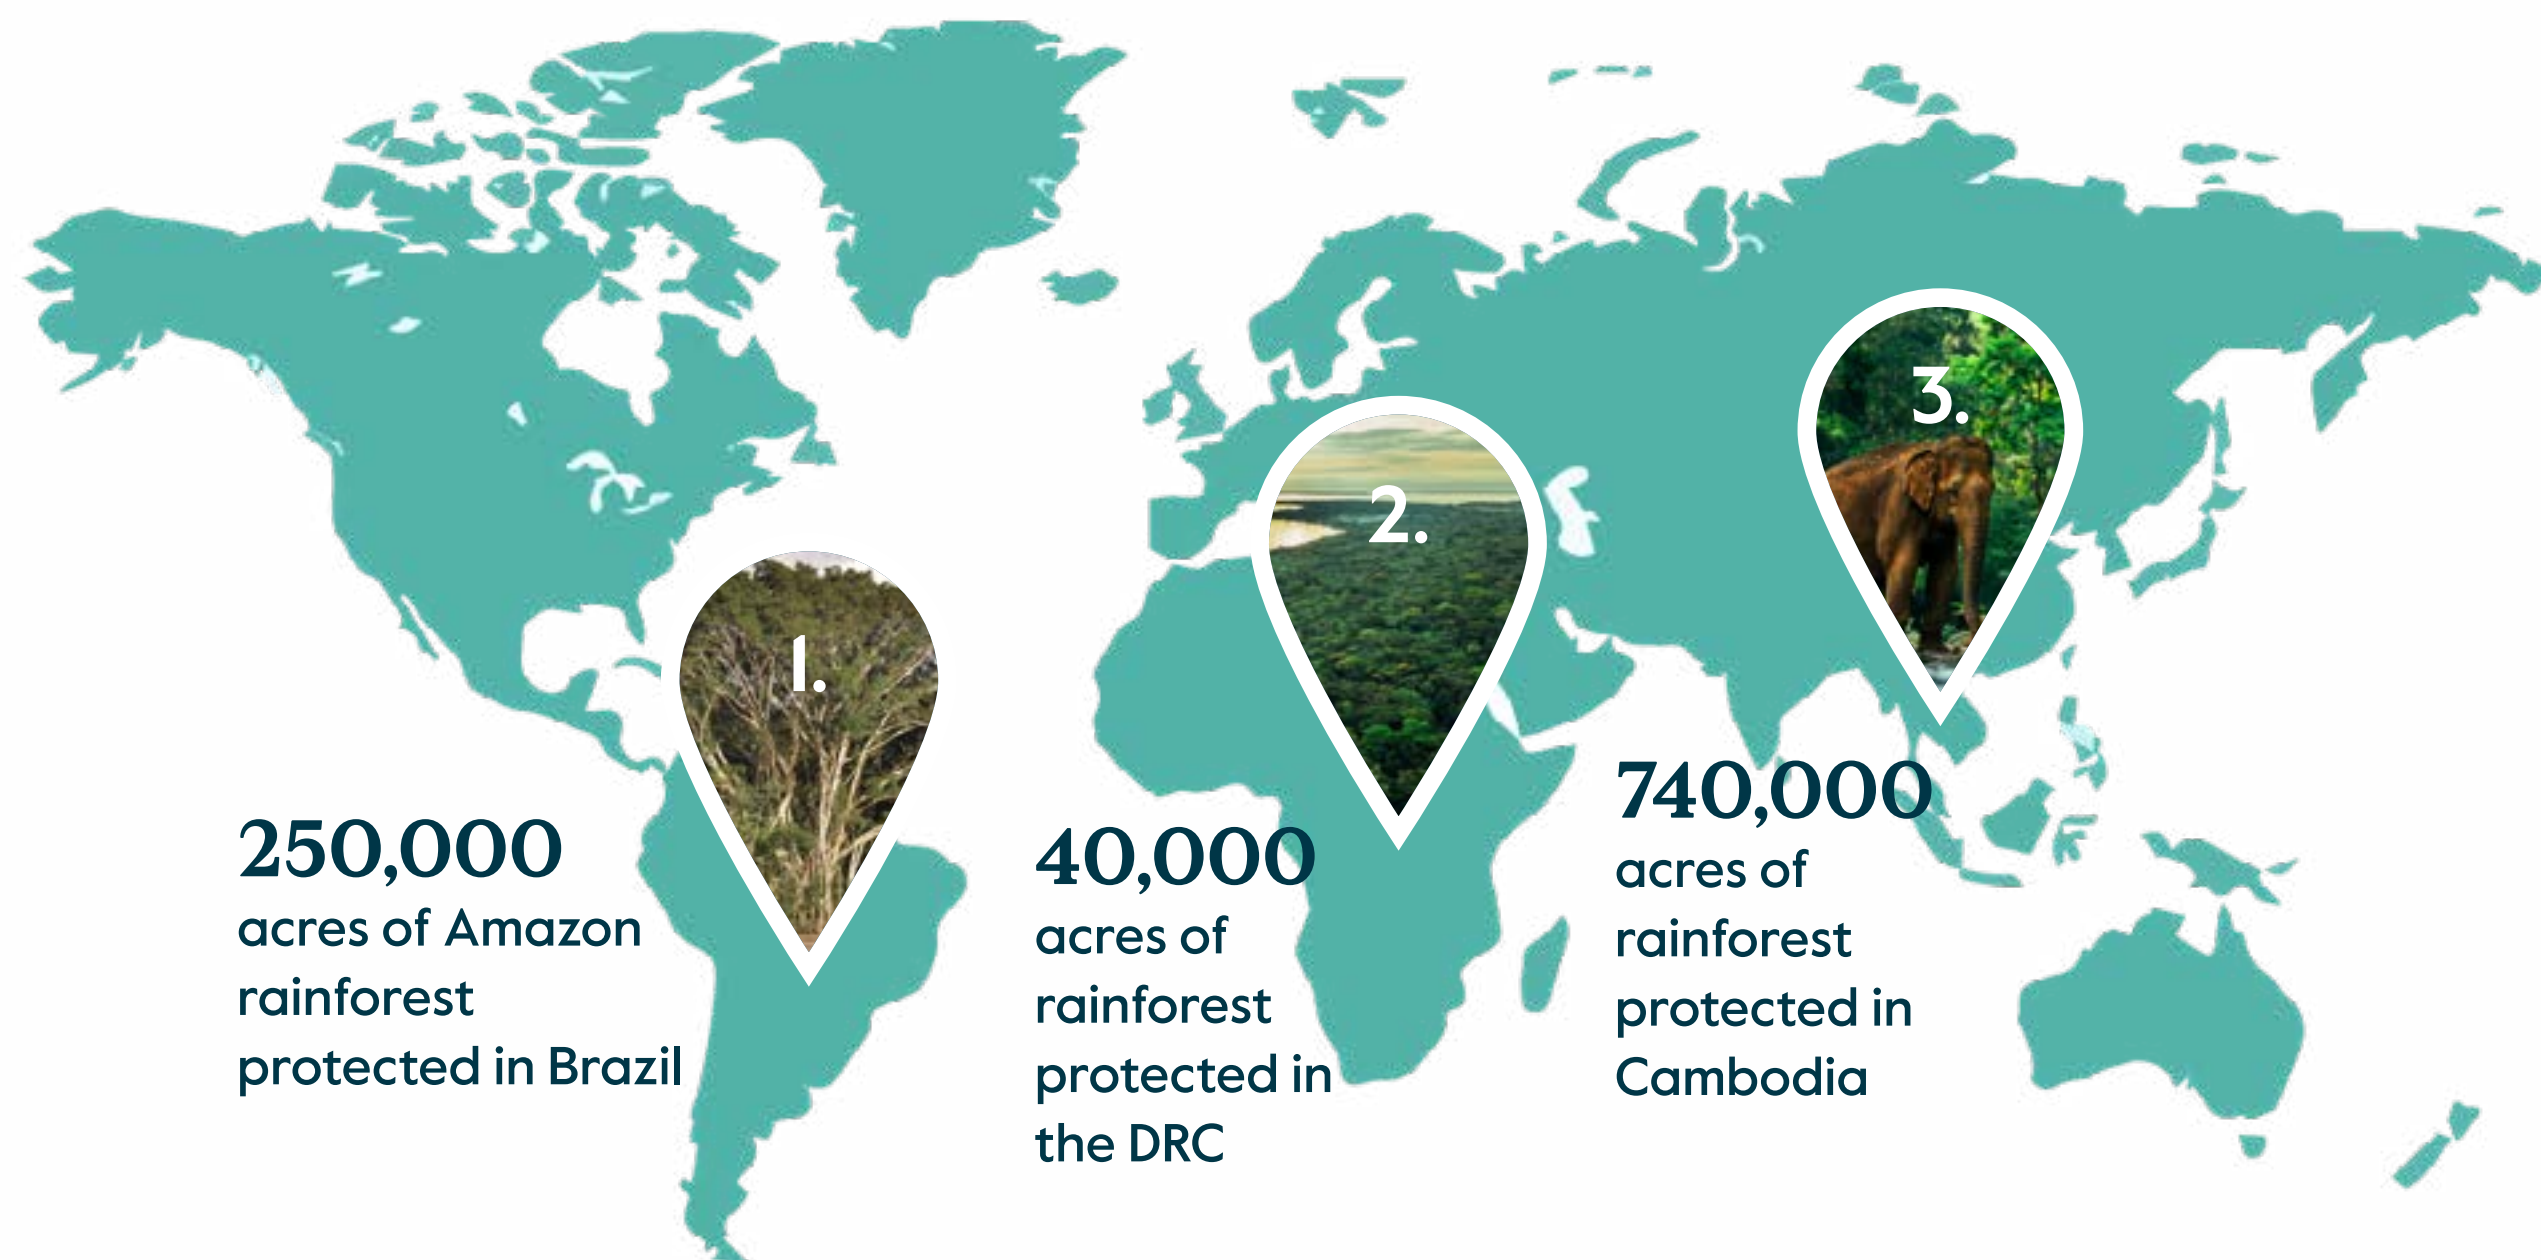 1.
250,000
acres of Amazon
rainforest
protected in Brazil
2.
40,000
acres of
rainforest
protected in
the DRC
3.
740,000
acres of
rainforest
protected in
Cambodia